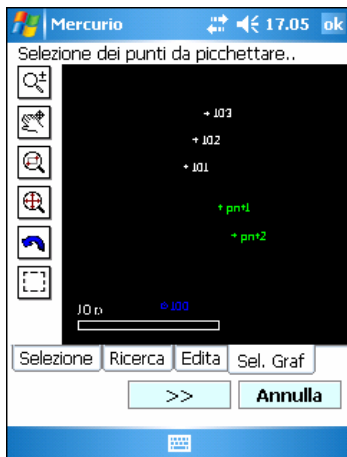 Mercurio 17.05 ok
Selezione dei punti da picchettare..
103
102
101
pnt1
pnt2
100
10 m
Selezione Ricerca Edita Sel. Graf
>> Annulla